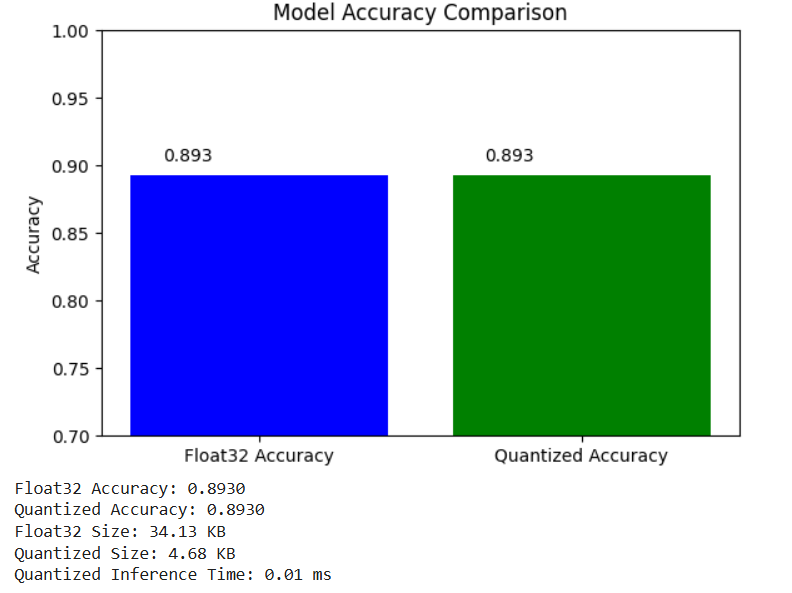 Model Accuracy Comparison
1.00
0.95
0.90
0.85
0.80
0.75
0.70
Accuracy
0.893
0.893
Float32 Accuracy
Quantized Accuracy
Float32 Accuracy: 0.8930
Quantized Accuracy: 0.8930
Float32 Size: 34.13 KB
Quantized Size: 4.68 KB
Quantized Inference Time: 0.01 ms